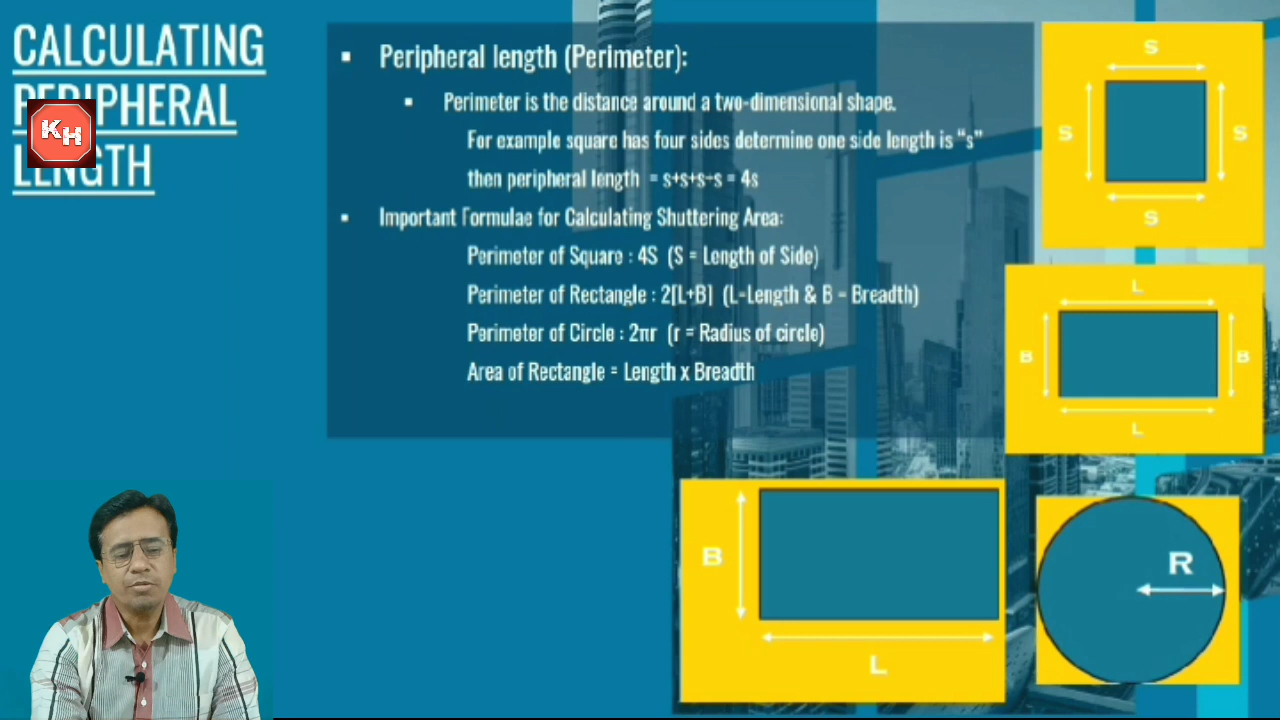 CALCULATING
PERIPHERAL
LENGTH
KH
▪ Peripheral length (Perimeter):
▪ Perimeter is the distance around a two-dimensional shape.
For example square has four sides determine one side length is “s”
then peripheral length = s+s+s+s = 4s
▪ Important Formulae for Calculating Shuttering Area:
Perimeter of Square : 4S (S = Length of Side)
Perimeter of Rectangle : 2[L+B] (L=Length & B = Breadth)
Perimeter of Circle : 2πr (r = Radius of circle)
Area of Rectangle = Length x Breadth
S
S
S
S
L
B
B
L
B
L
R